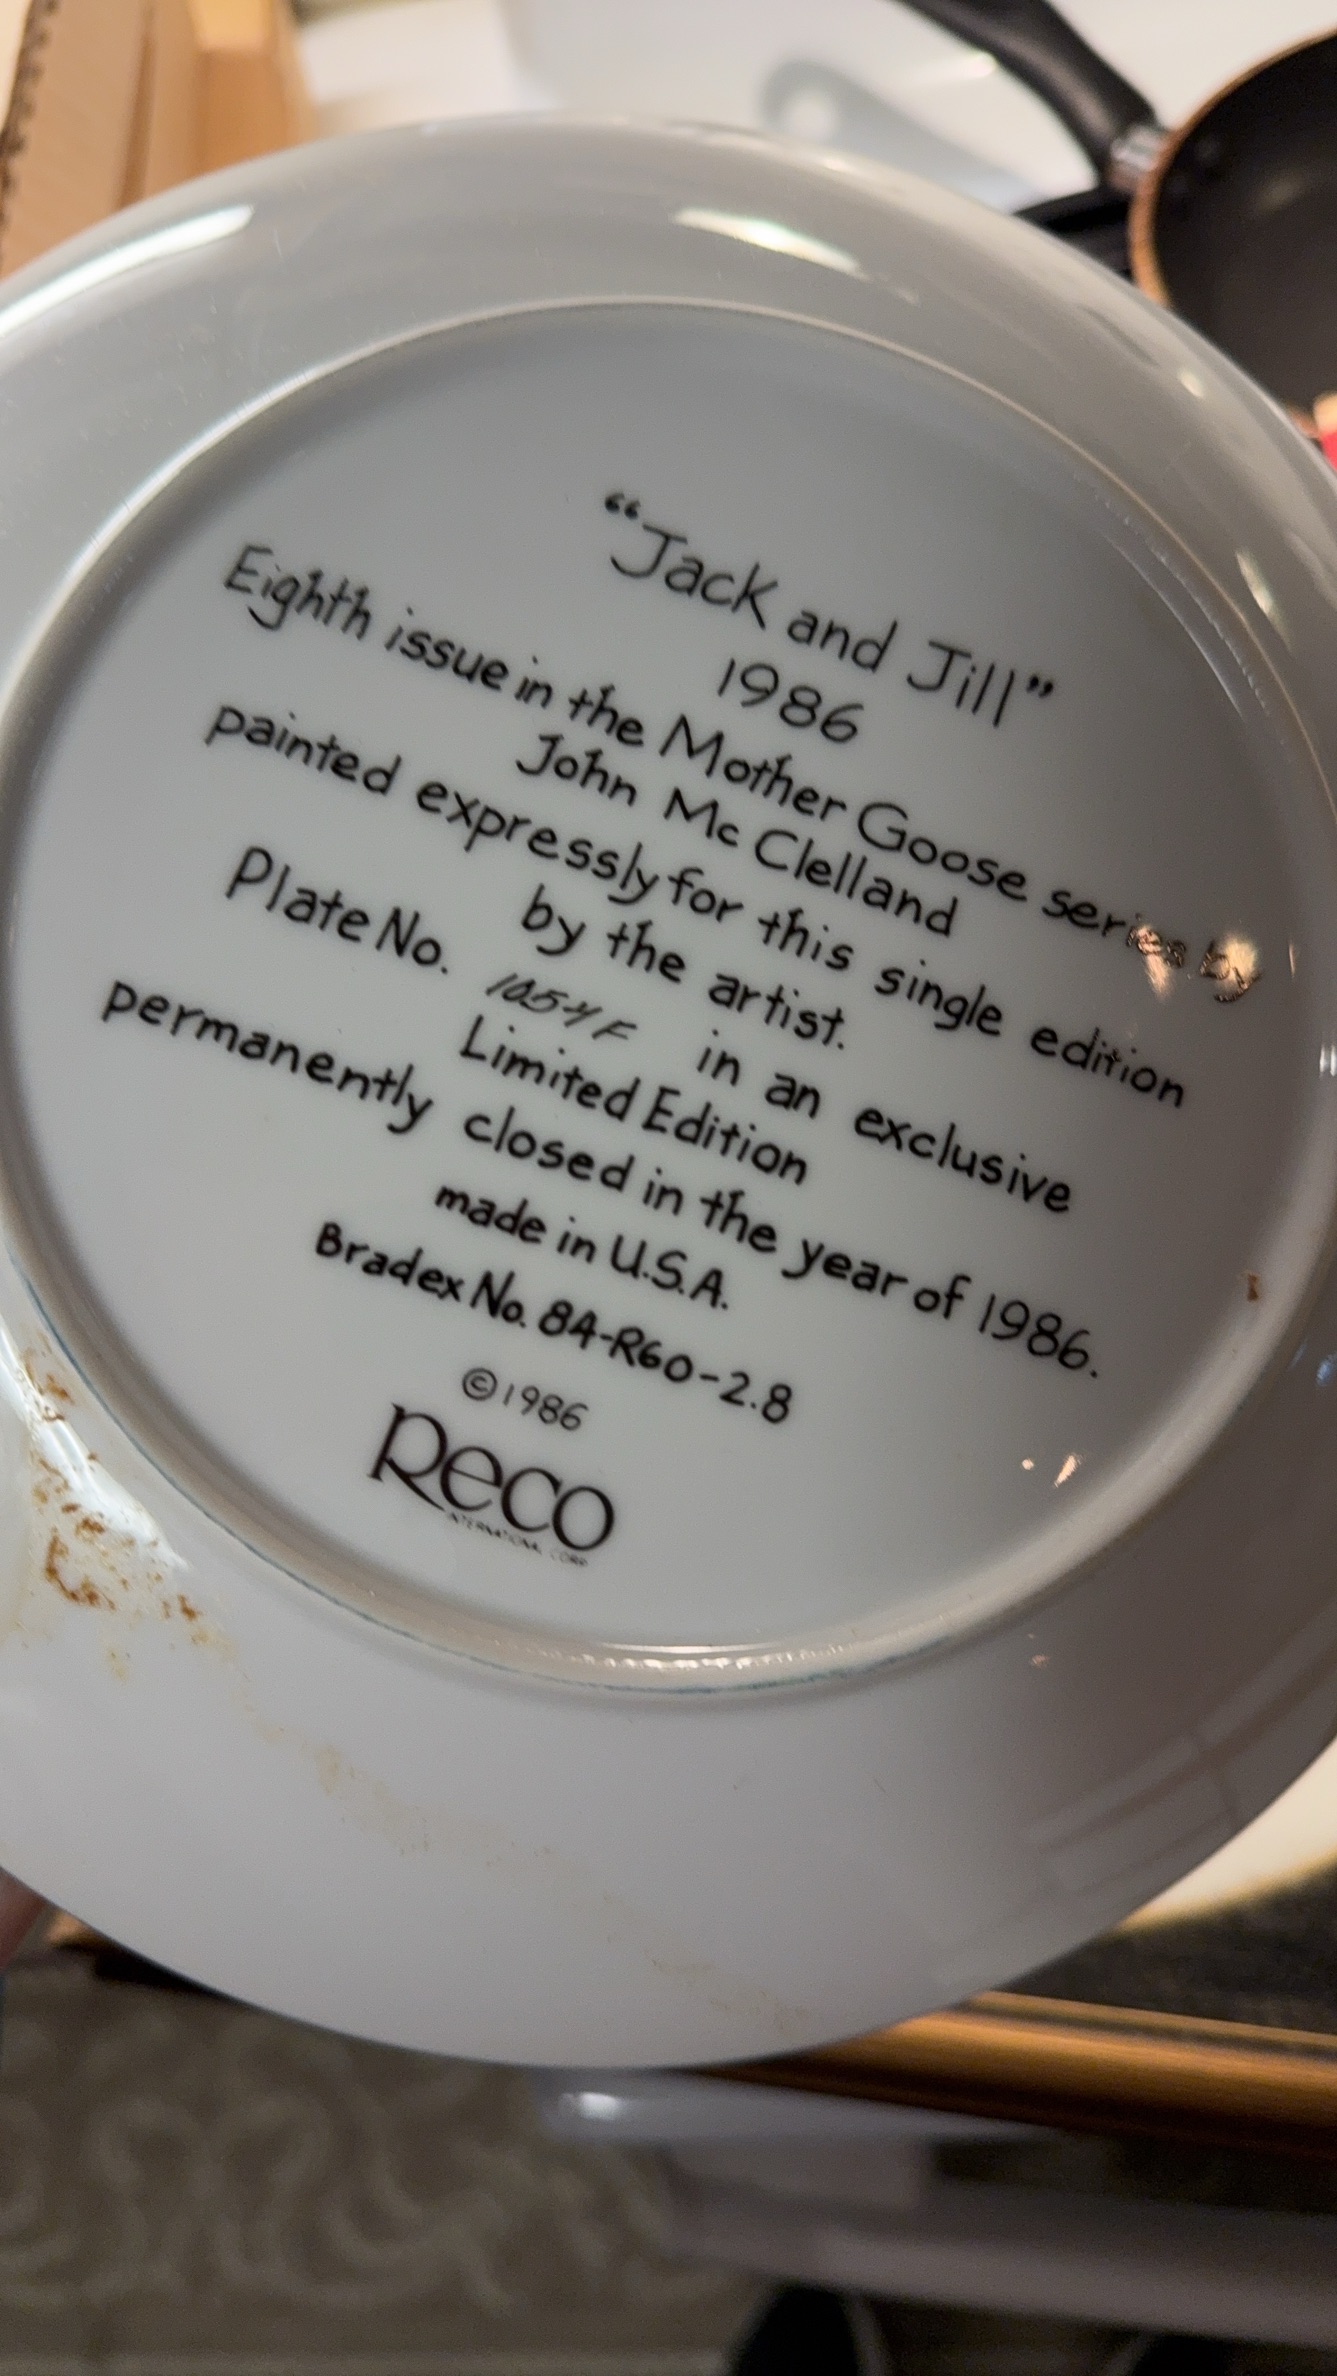 “Jack and Jill”
1986
Eighth issue in the Mother Goose series by
John McClelland
painted expressly for this single edition
by the artist.
Plate No. 1054F in an exclusive
Limited Edition
permanently closed in the year of 1986.
made in U.S.A.
Bradex No. 84-R60-2.8
©1986
Reco
INTERNATIONAL CORP.